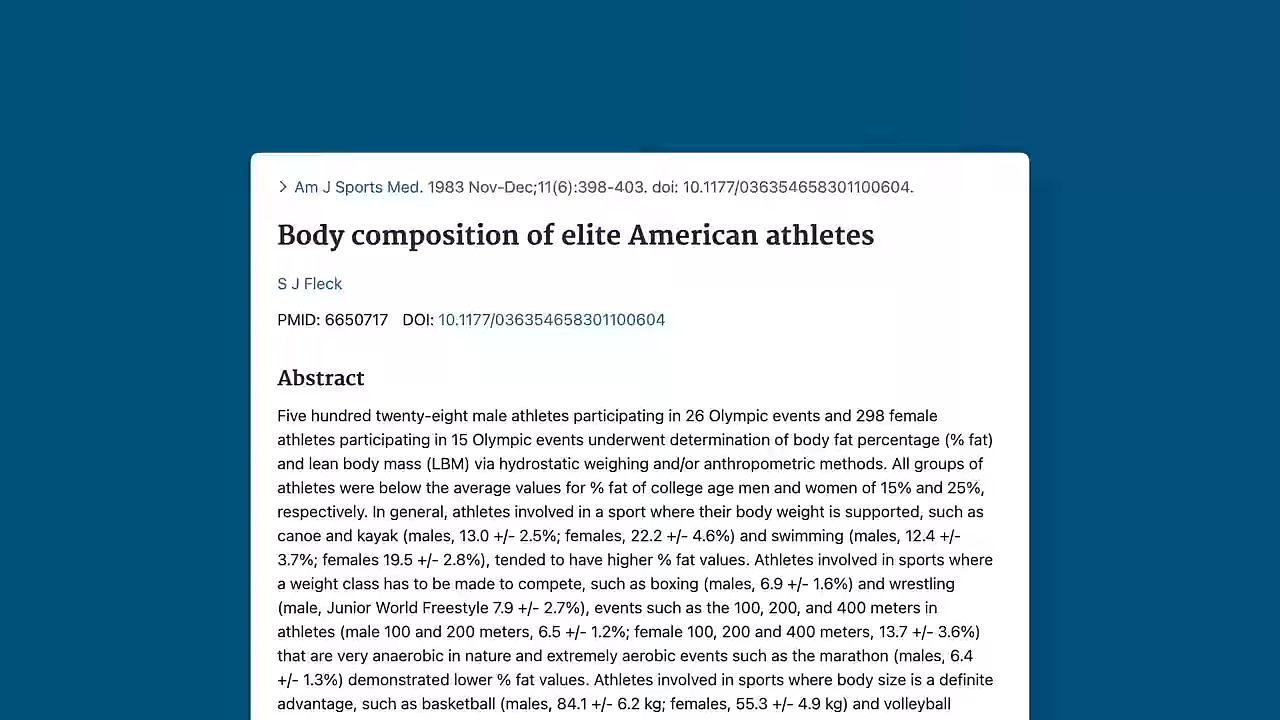 > Am J Sports Med. 1983 Nov-Dec;11(6):398-403. doi: 10.1177/036354658301100604.
Body composition of elite American athletes
S J Fleck
PMID: 6650717 DOI: 10.1177/036354658301100604
Abstract
Five hundred twenty-eight male athletes participating in 26 Olympic events and 298 female
athletes participating in 15 Olympic events underwent determination of body fat percentage (% fat)
and lean body mass (LBM) via hydrostatic weighing and/or anthropometric methods. All groups of
athletes were below the average values for % fat of college age men and women of 15% and 25%,
respectively. In general, athletes involved in a sport where their body weight is supported, such as
canoe and kayak (males, 13.0 +/- 2.5%; females, 22.2 +/- 4.6%) and swimming (males, 12.4 +/-
3.7%; females 19.5 +/- 2.8%), tended to have higher % fat values. Athletes involved in sports where
a weight class has to be made to compete, such as boxing (males, 6.9 +/- 1.6%) and wrestling
(male, Junior World Freestyle 7.9 +/- 2.7%), events such as the 100, 200, and 400 meters in
athletes (male 100 and 200 meters, 6.5 +/- 1.2%; female 100, 200 and 400 meters, 13.7 +/- 3.6%)
that are very anaerobic in nature and extremely aerobic events such as the marathon (males, 6.4
+/- 1.3%) demonstrated lower % fat values. Athletes involved in sports where body size is a definite
advantage, such as basketball (males, 84.1 +/- 6.2 kg; females, 55.3 +/- 4.9 kg) and volleyball